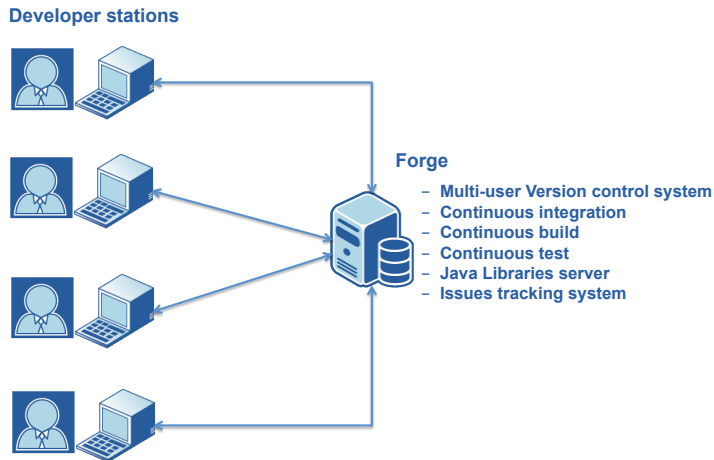 Developer stations
Forge
– Multi-user Version control system
– Continuous integration
– Continuous build
– Continuous test
– Java Libraries server
– Issues tracking system